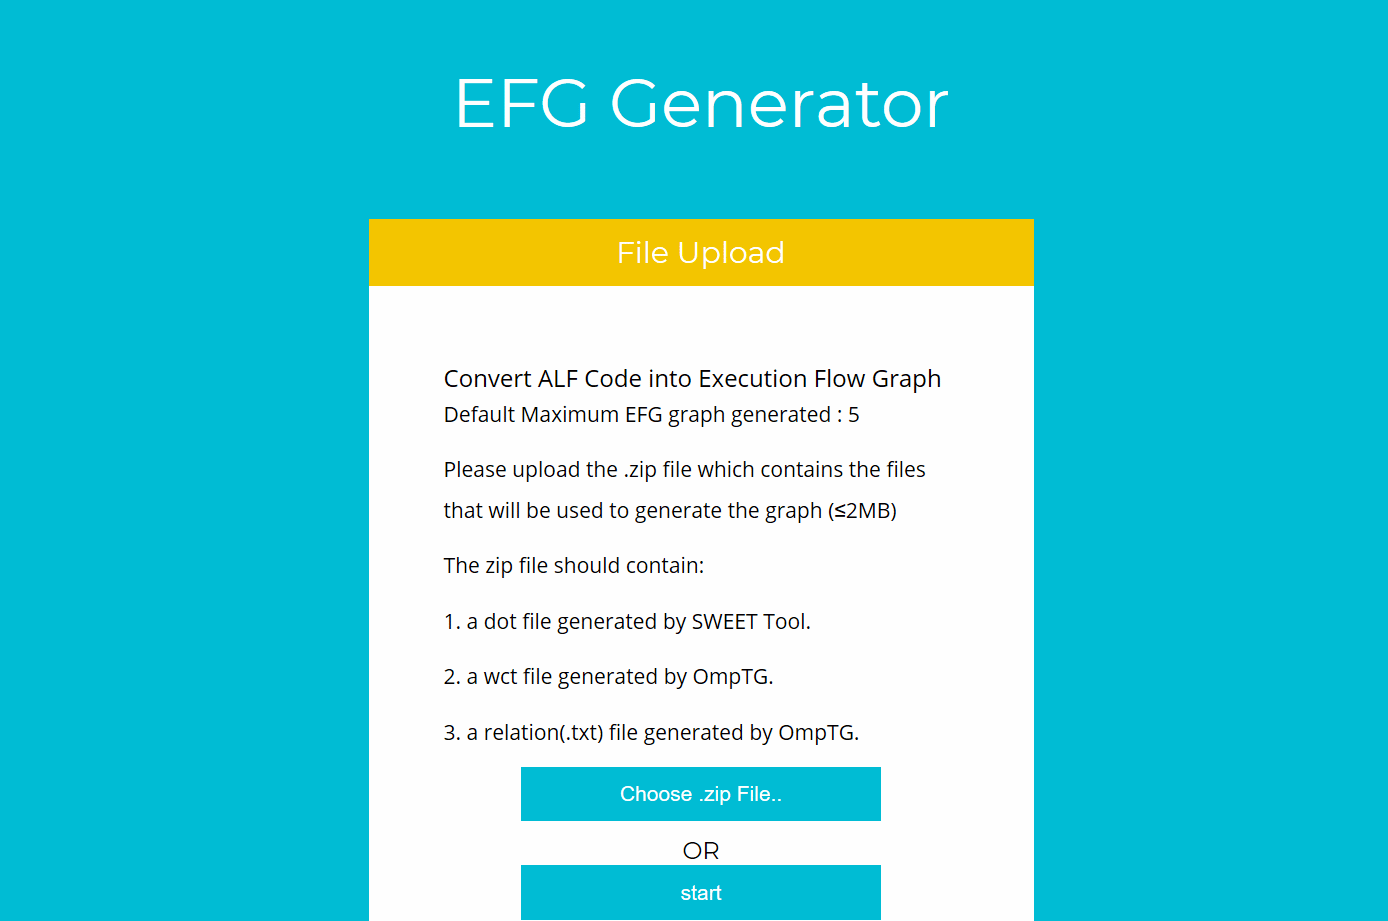 EFG Generator
File Upload
Convert ALF Code into Execution Flow Graph
Default Maximum EFG graph generated : 5
Please upload the .zip file which contains the files
that will be used to generate the graph (≤2MB)
The zip file should contain:
1. a dot file generated by SWEET Tool.
2. a wct file generated by OmpTG.
3. a relation(.txt) file generated by OmpTG.
Choose .zip File..
OR
start